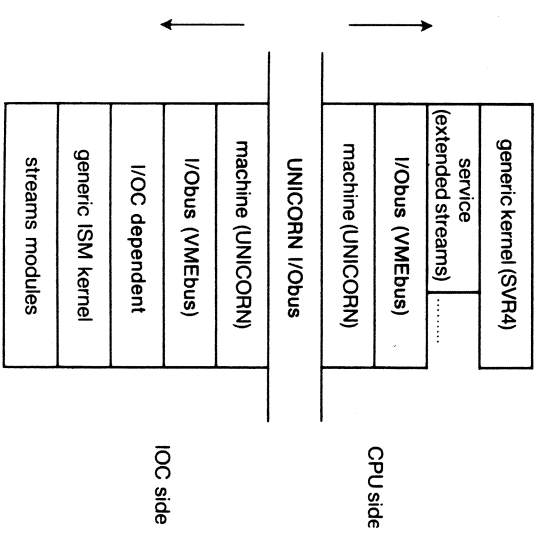 generic kernel (SVR4)
service
(extended streams)
.........
I/Obus (VMEbus)
CPU side
machine (UNICORN)
UNICORN I/Obus
machine (UNICORN)
I/Obus (VMEbus)
IOC side
I/OC dependent
generic ISM kernel
streams modules